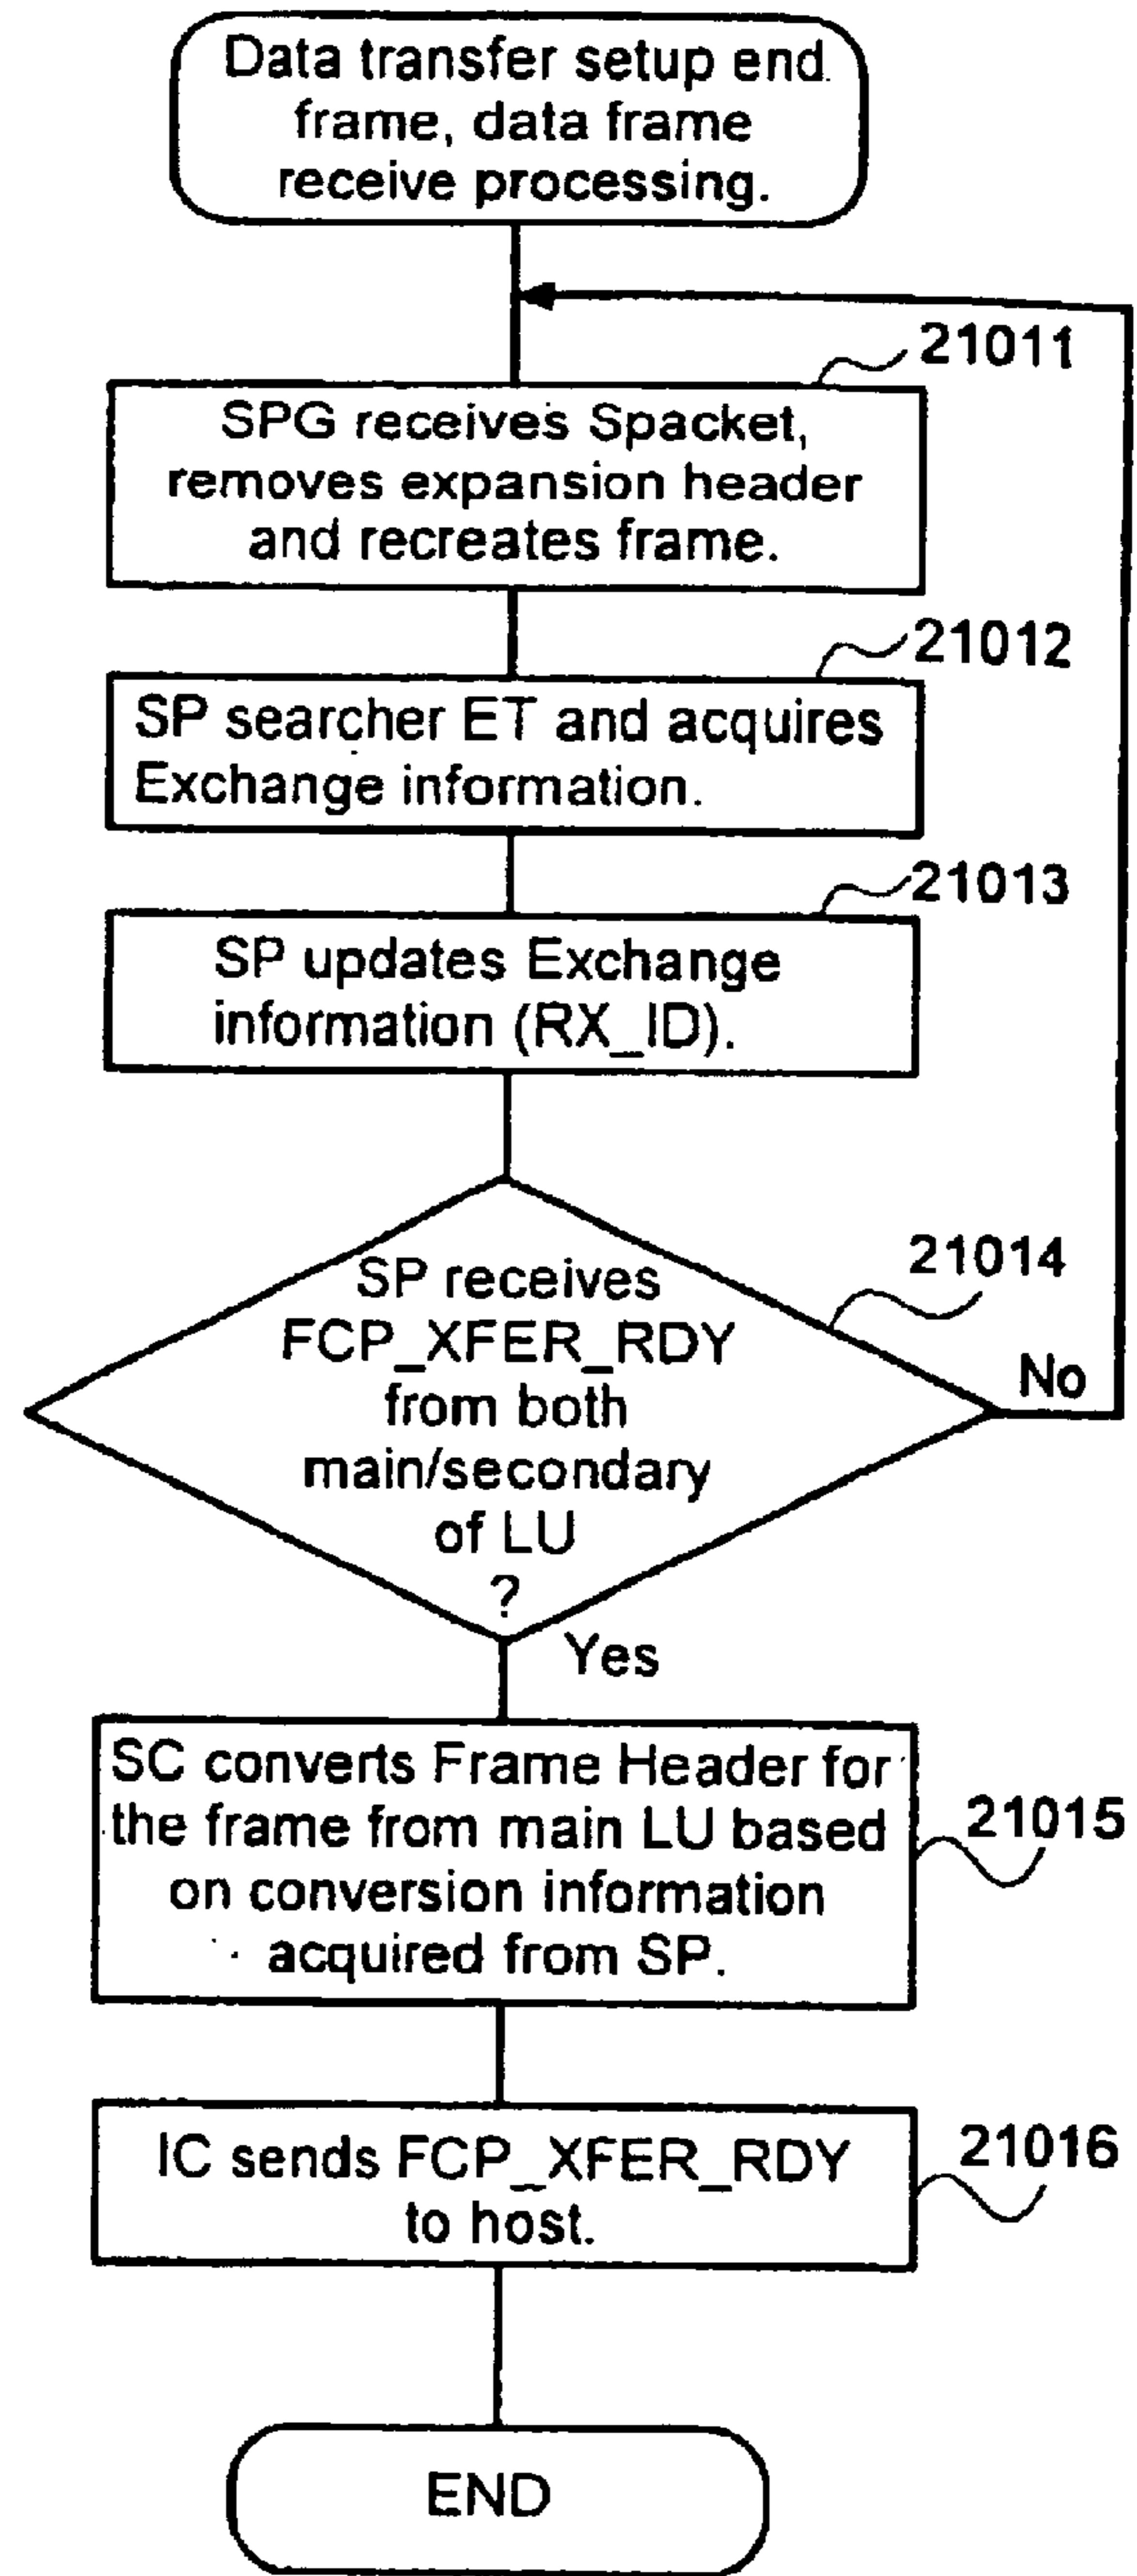 Data transfer setup end
frame, data frame
receive processing.
21011
SPG receives Spacket,
removes expansion header
and recreates frame.
21012
SP searcher ET and acquires
Exchange information.
21013
SP updates Exchange
information (RX_ID).
21014
SP receives
FCP_XFER_RDY
from both
main/secondary
of LU
?
No
Yes
SC converts Frame Header for
the frame from main LU based
on conversion information
acquired from SP.
21015
IC sends FCP_XFER_RDY
to host.
21016
END